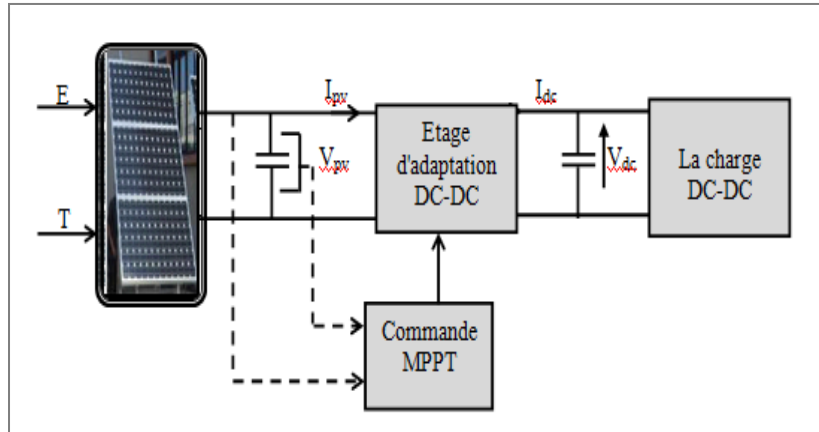 E
T
Ipv
Vpv
Etage
d'adaptation
DC-DC
Idc
Vdc
La charge
DC-DC
Commande
MPPT